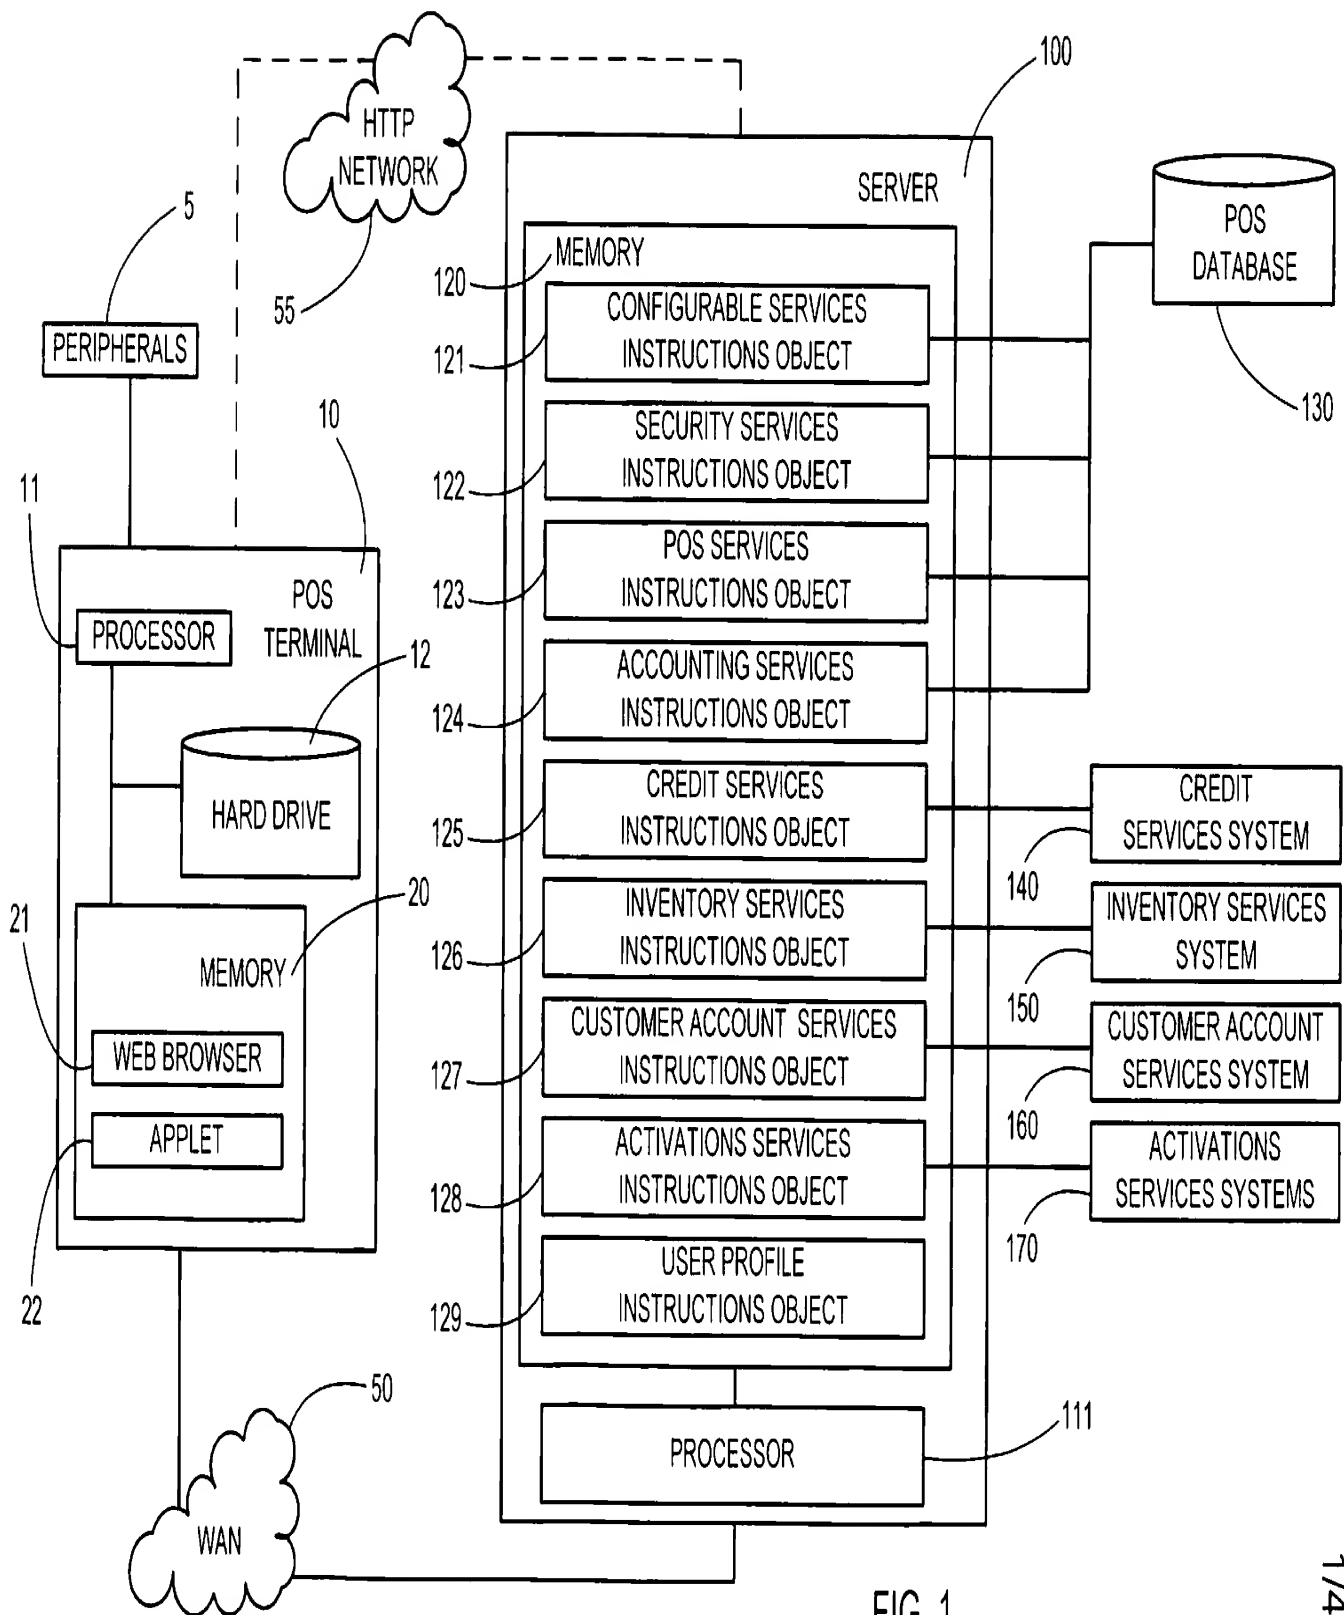 100
HTTP
NETWORK
55
SERVER
POS
DATABASE
130
5
PERIPHERALS
120
MEMORY
121
CONFIGURABLE SERVICES
INSTRUCTIONS OBJECT
122
SECURITY SERVICES
INSTRUCTIONS OBJECT
123
POS SERVICES
INSTRUCTIONS OBJECT
124
ACCOUNTING SERVICES
INSTRUCTIONS OBJECT
125
CREDIT SERVICES
INSTRUCTIONS OBJECT
126
INVENTORY SERVICES
INSTRUCTIONS OBJECT
127
CUSTOMER ACCOUNT SERVICES
INSTRUCTIONS OBJECT
128
ACTIVATIONS SERVICES
INSTRUCTIONS OBJECT
129
USER PROFILE
INSTRUCTIONS OBJECT
PROCESSOR
111
10
11
POS
TERMINAL
PROCESSOR
12
HARD DRIVE
20
21
MEMORY
WEB BROWSER
APPLET
22
50
WAN
CREDIT
SERVICES SYSTEM
140
INVENTORY SERVICES
SYSTEM
150
CUSTOMER ACCOUNT
SERVICES SYSTEM
160
ACTIVATIONS
SERVICES SYSTEMS
170
FIG. 1
1/4